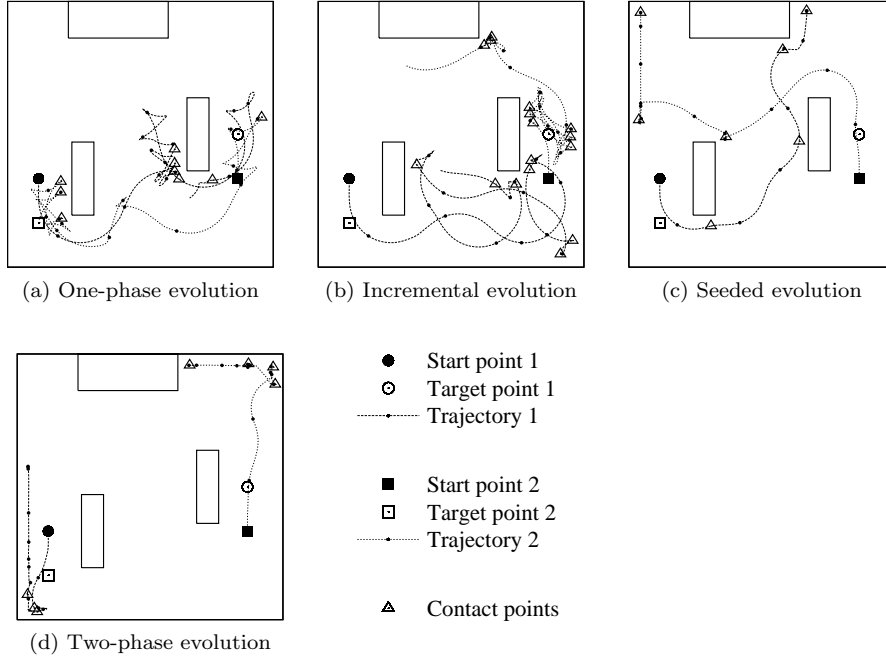 (a) One-phase evolution
(b) Incremental evolution
(c) Seeded evolution
Start point 1
Target point 1
Trajectory 1
Start point 2
Target point 2
Trajectory 2
Contact points
(d) Two-phase evolution